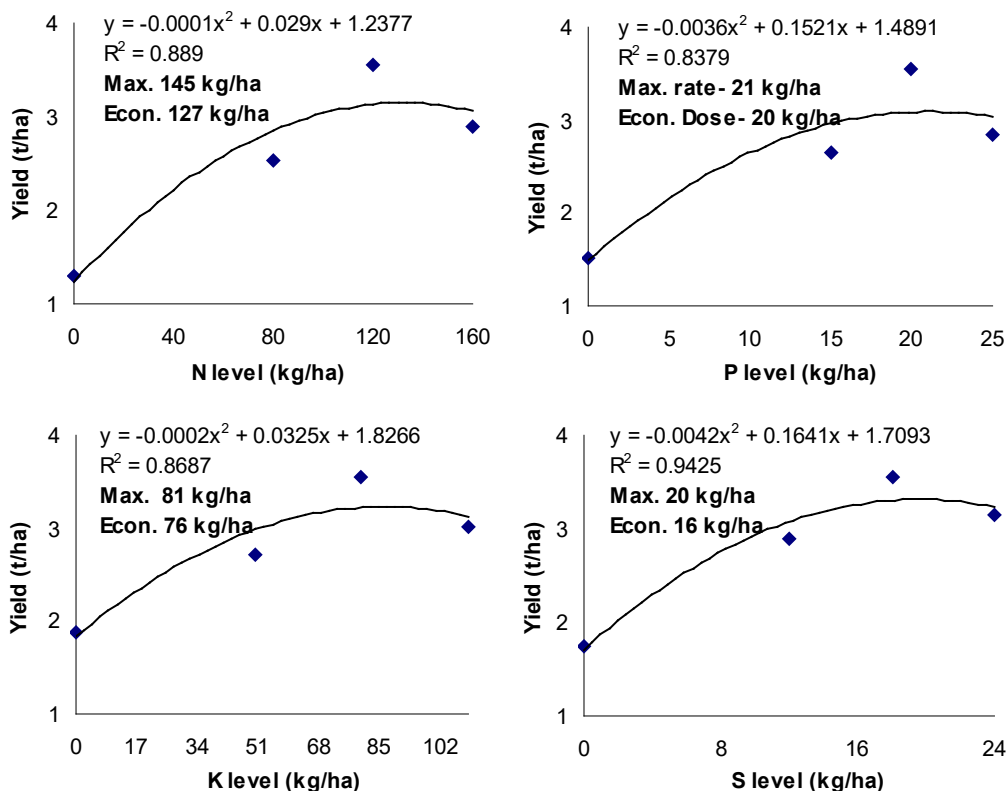 y = -0.0001x² + 0.029x + 1.2377
R² = 0.889
Max. 145 kg/ha
Econ. 127 kg/ha
Yield (t/ha)
4
3
2
1
0 40 80 120 160
N level (kg/ha)
y = -0.0036x² + 0.1521x + 1.4891
R² = 0.8379
Max. rate- 21 kg/ha
Econ. Dose- 20 kg/ha
Yield (t/ha)
4
3
2
1
0 5 10 15 20 25
P level (kg/ha)
y = -0.0002x² + 0.0325x + 1.8266
R² = 0.8687
Max. 81 kg/ha
Econ. 76 kg/ha
Yield (t/ha)
4
3
2
1
0 17 34 51 68 85 102
K level (kg/ha)
y = -0.0042x² + 0.1641x + 1.7093
R² = 0.9425
Max. 20 kg/ha
Econ. 16 kg/ha
Yield (t/ha)
4
3
2
1
0 8 16 24
S level (kg/ha)